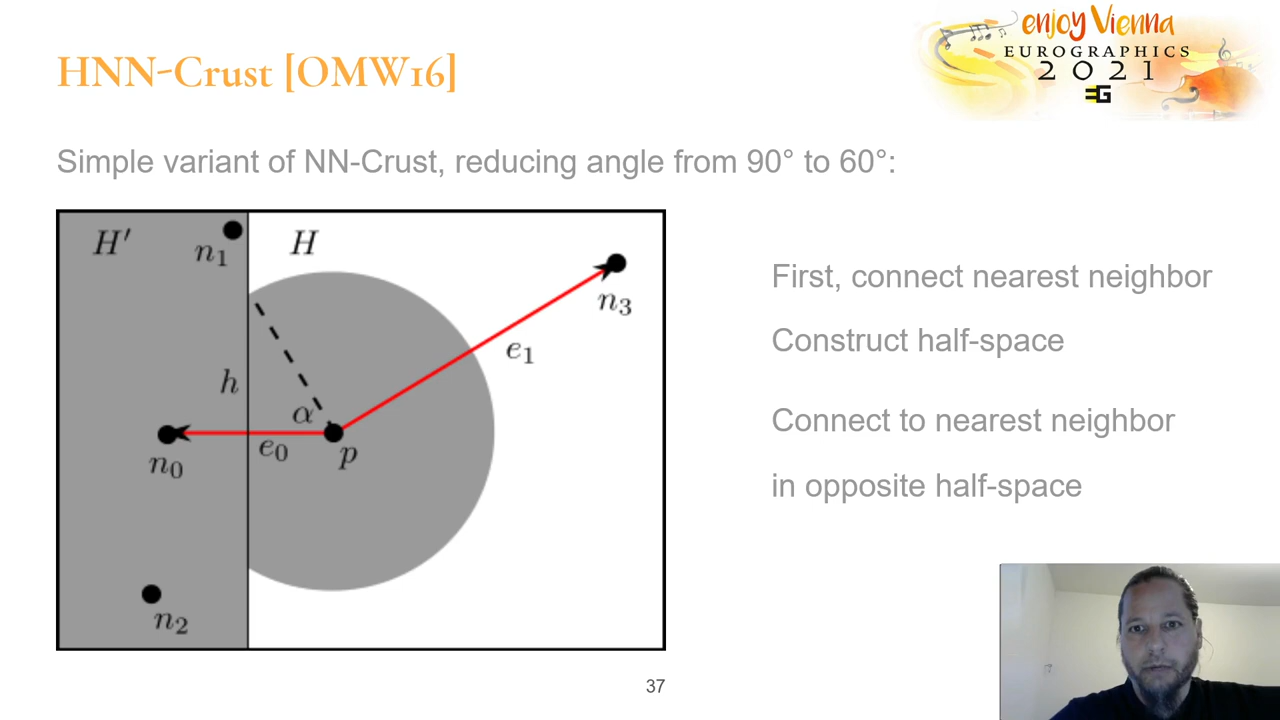 enjoy Vienna
EUROGRAPHICS
2021
EG
HNN-Crust [OMW16]
Simple variant of NN-Crust, reducing angle from 90° to 60°:
H′
n₁
H
n₃
e₁
h
α
e₀
p
n₀
n₂
First, connect nearest neighbor
Construct half-space
Connect to nearest neighbor
in opposite half-space
37